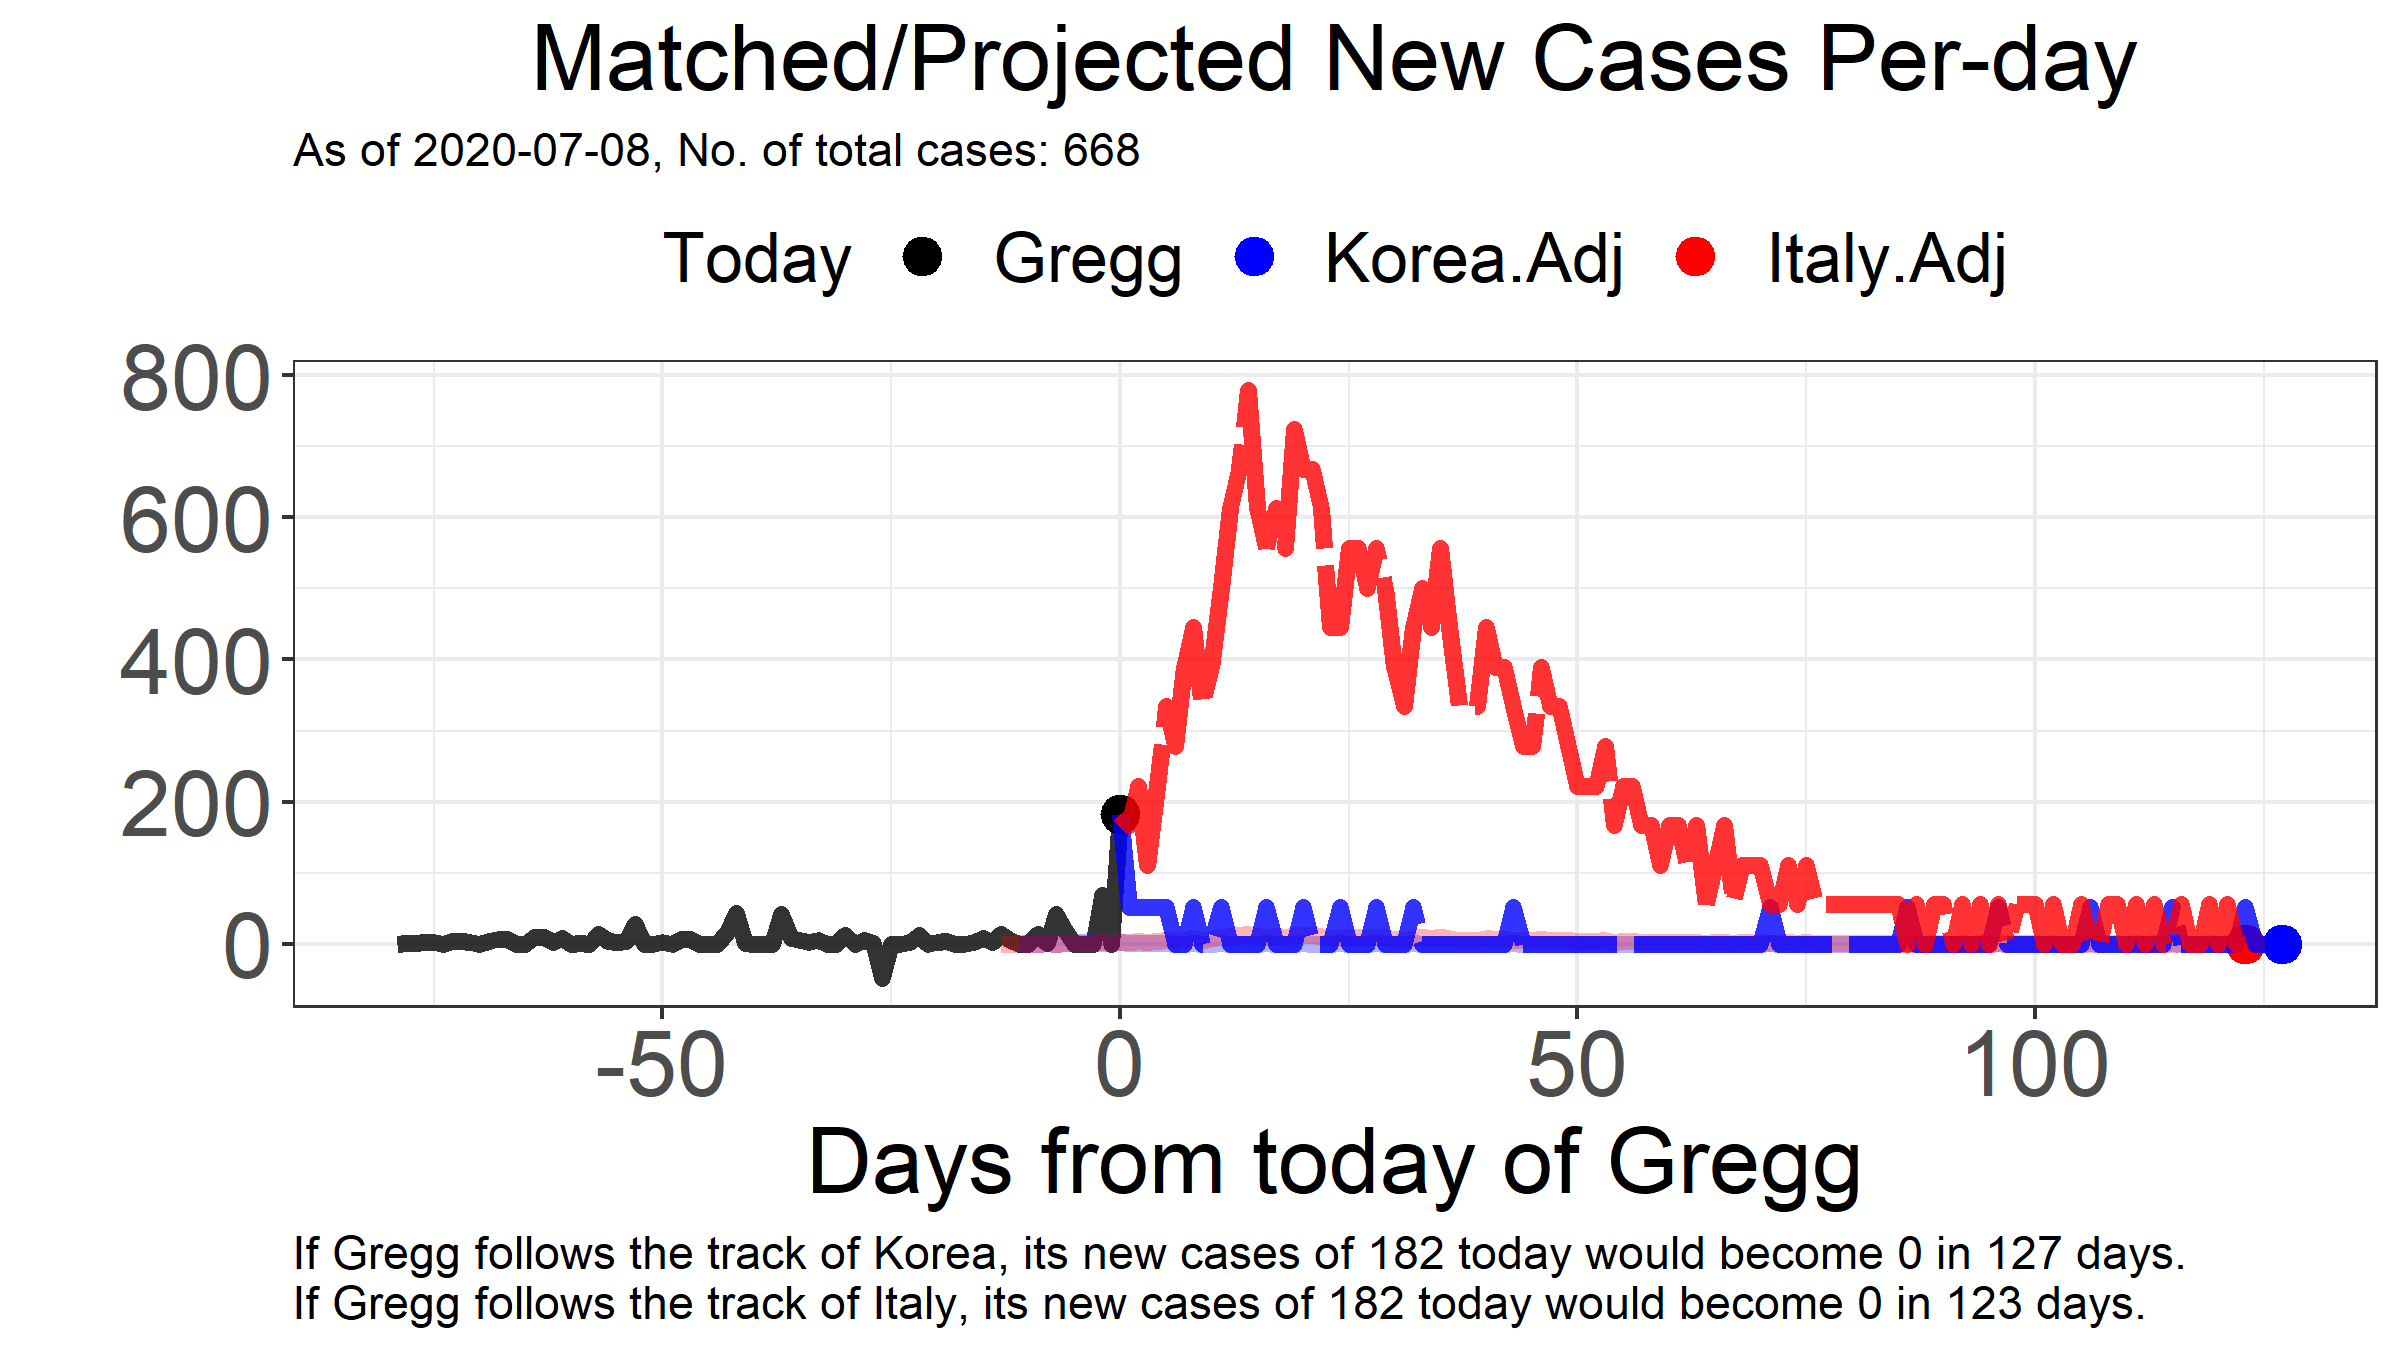 Matched/Projected New Cases Per-day
As of 2020-07-08, No. of total cases: 668
Today Gregg Korea.Adj Italy.Adj
800
600
400
200
0
-50 0 50 100
Days from today of Gregg
If Gregg follows the track of Korea, its new cases of 182 today would become 0 in 127 days.
If Gregg follows the track of Italy, its new cases of 182 today would become 0 in 123 days.